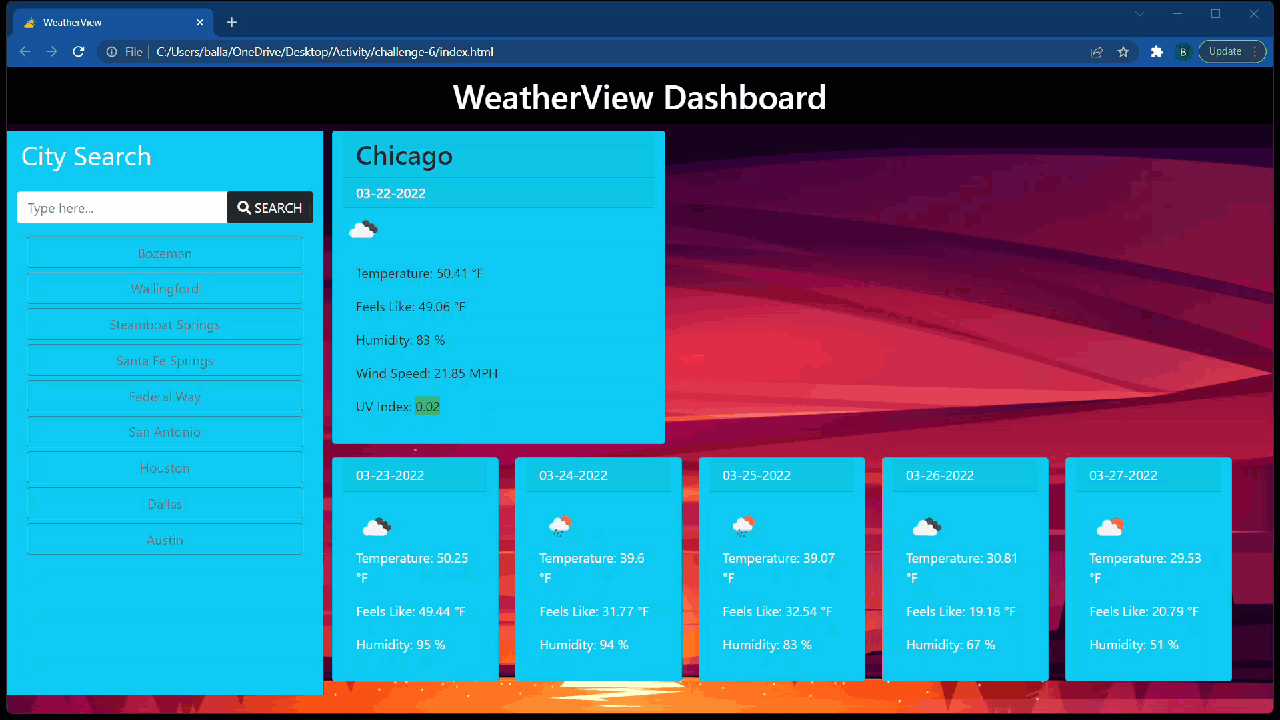 WeatherView
File
C:/Users/balla/OneDrive/Desktop/Activity/challenge-6/index.html
B
Update
WeatherView Dashboard
City Search
Type here...
SEARCH
Bozeman
Wallingford
Steamboat Springs
Santa Fe Springs
Federal Way
San Antonio
Houston
Dallas
Austin
Chicago
03-22-2022
Temperature: 50.41 °F
Feels Like: 49.06 °F
Humidity: 83 %
Wind Speed: 21.85 MPH
UV Index: 0.02
03-23-2022
Temperature: 50.25
°F
Feels Like: 49.44 °F
Humidity: 95 %
03-24-2022
Temperature: 39.6
°F
Feels Like: 31.77 °F
Humidity: 94 %
03-25-2022
Temperature: 39.07
°F
Feels Like: 32.54 °F
Humidity: 83 %
03-26-2022
Temperature: 30.81
°F
Feels Like: 19.18 °F
Humidity: 67 %
03-27-2022
Temperature: 29.53
°F
Feels Like: 20.79 °F
Humidity: 51 %